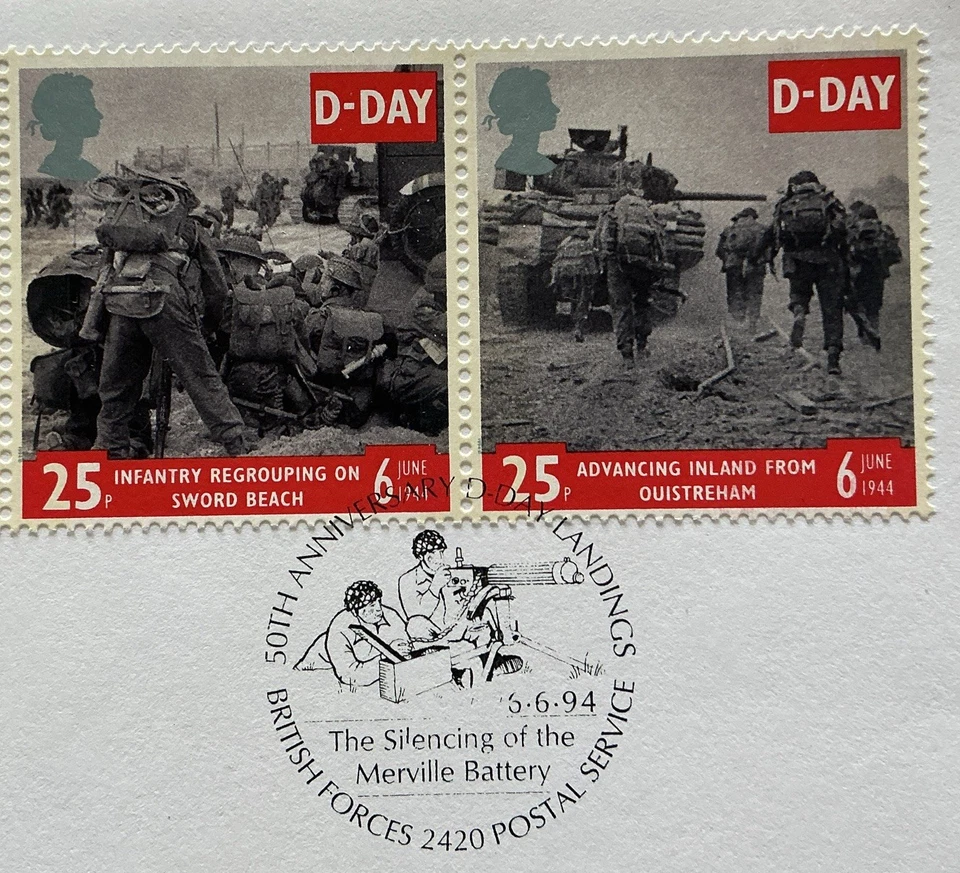 D-DAY
25P
INFANTRY REGROUPING ON
SWORD BEACH
6 JUNE
1944
D-DAY
25P
ADVANCING INLAND FROM
OUISTREHAM
6 JUNE
1944
50TH ANNIVERSARY D-DAY LANDINGS
6.6.94
The Silencing of the
Merville Battery
BRITISH FORCES 2420 POSTAL SERVICE